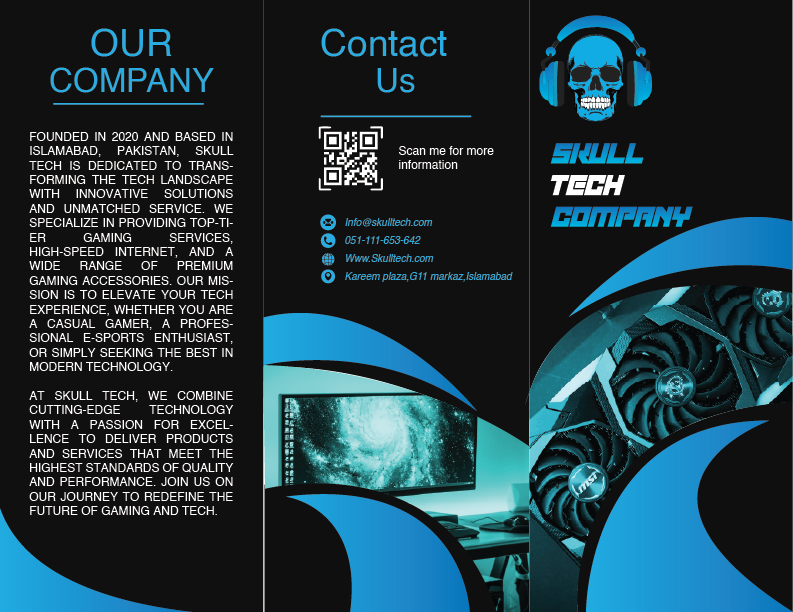 OUR
COMPANY
FOUNDED IN 2020 AND BASED IN
ISLAMABAD, PAKISTAN, SKULL
TECH IS DEDICATED TO TRANS-
FORMING THE TECH LANDSCAPE
WITH INNOVATIVE SOLUTIONS
AND UNMATCHED SERVICE. WE
SPECIALIZE IN PROVIDING TOP-TI-
ER GAMING SERVICES,
HIGH-SPEED INTERNET, AND A
WIDE RANGE OF PREMIUM
GAMING ACCESSORIES. OUR MIS-
SION IS TO ELEVATE YOUR TECH
EXPERIENCE, WHETHER YOU ARE
A CASUAL GAMER, A PROFES-
SIONAL E-SPORTS ENTHUSIAST,
OR SIMPLY SEEKING THE BEST IN
MODERN TECHNOLOGY.
AT SKULL TECH, WE COMBINE
CUTTING-EDGE TECHNOLOGY
WITH A PASSION FOR EXCEL-
LENCE TO DELIVER PRODUCTS
AND SERVICES THAT MEET THE
HIGHEST STANDARDS OF QUALITY
AND PERFORMANCE. JOIN US ON
OUR JOURNEY TO REDEFINE THE
FUTURE OF GAMING AND TECH.
Contact
Us
Scan me for more
information
Info@skulltech.com
051-111-653-642
Www.Skulltech.com
Kareem plaza,G11 markaz,Islamabad
SKULL
TECH
COMPANY
msi